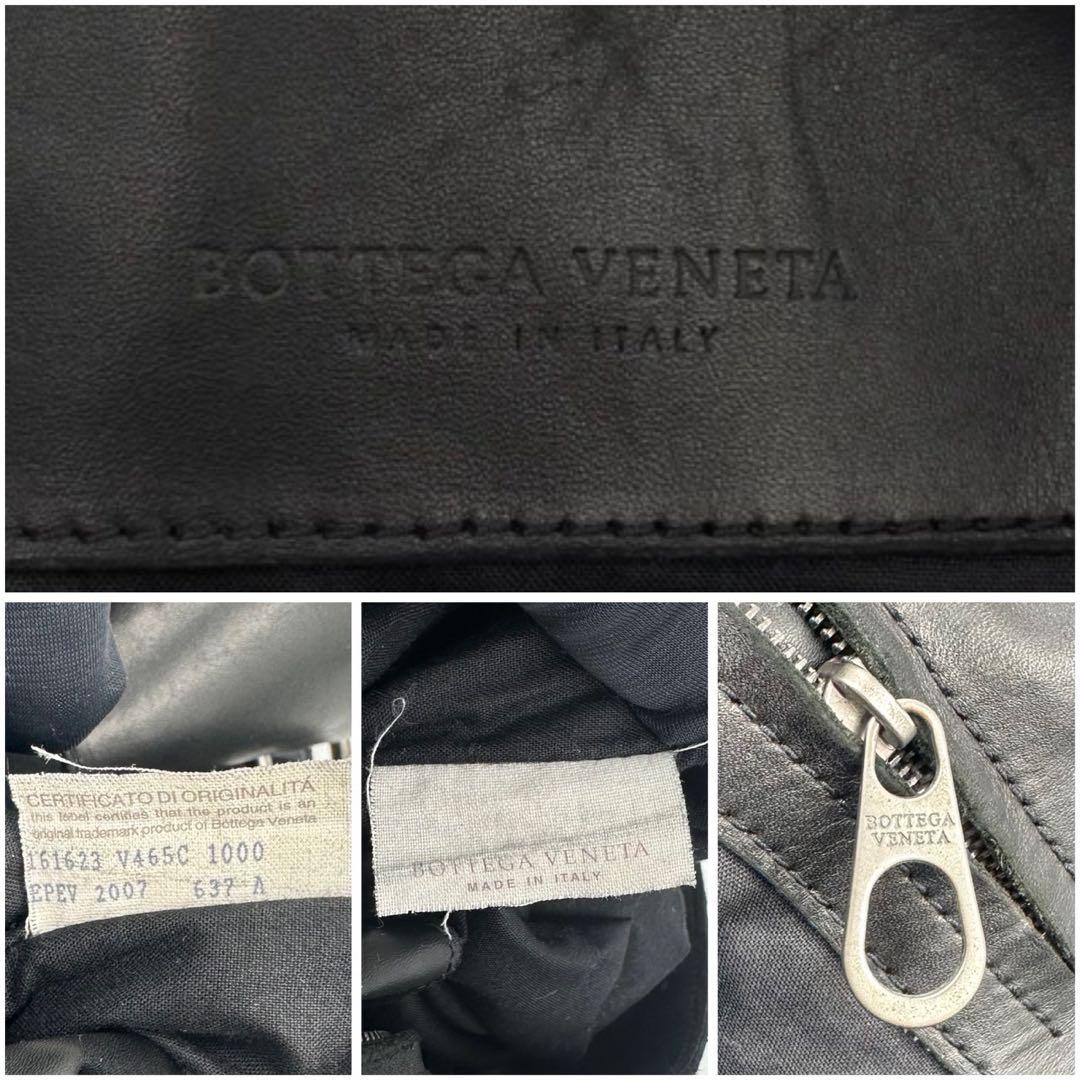 BOTTEGA VENETA
MADE IN ITALY
CERTIFICATO DI ORIGINALITÁ
this label certifies that the product is an
original trademark product of Bottega Veneta
161623 V465C 1000
EPEV 2007 637 A
BOTTEGA VENETA
MADE IN ITALY
BOTTEGA
VENETA